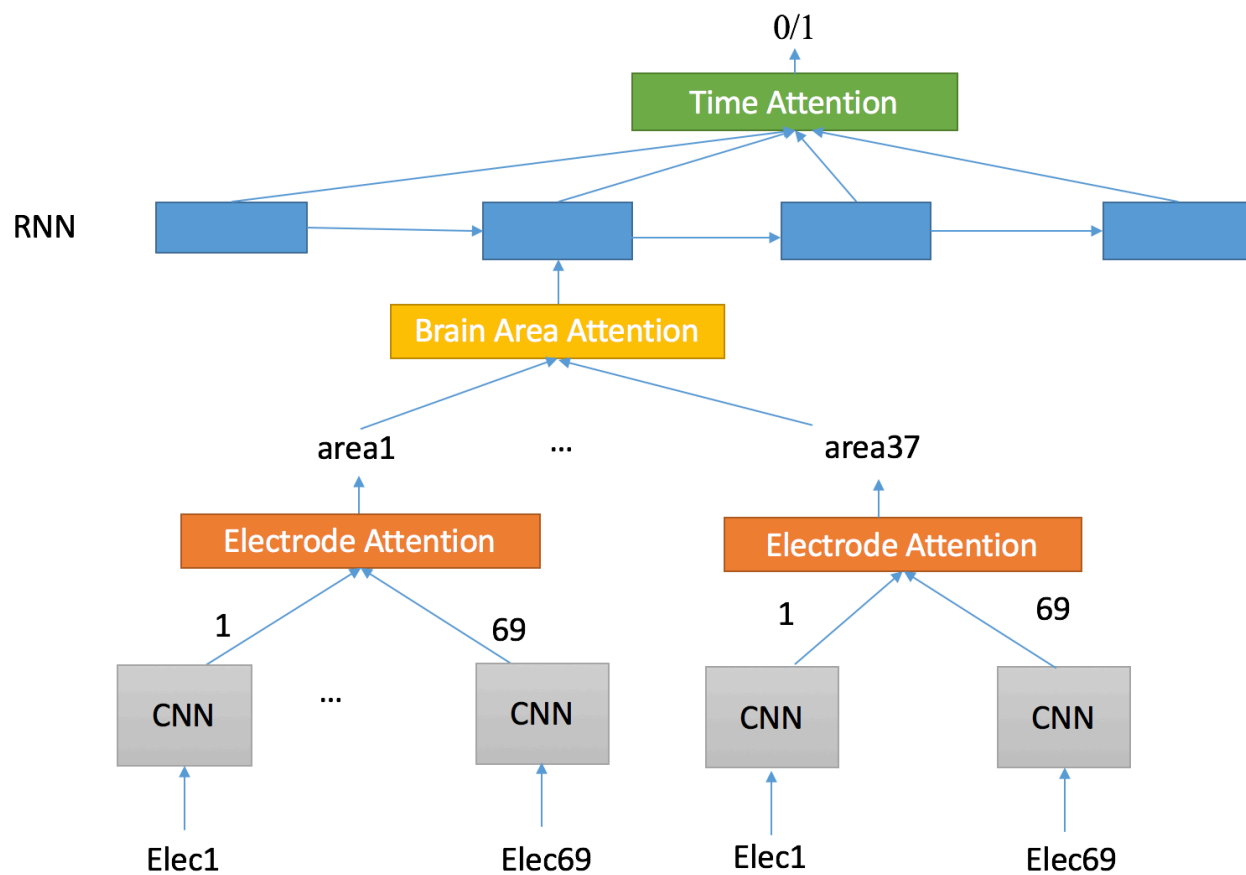 0/1
Time Attention
RNN
Brain Area Attention
area1
...
area37
Electrode Attention
Electrode Attention
1
69
1
69
CNN
...
CNN
CNN
CNN
Elec1
Elec69
Elec1
Elec69